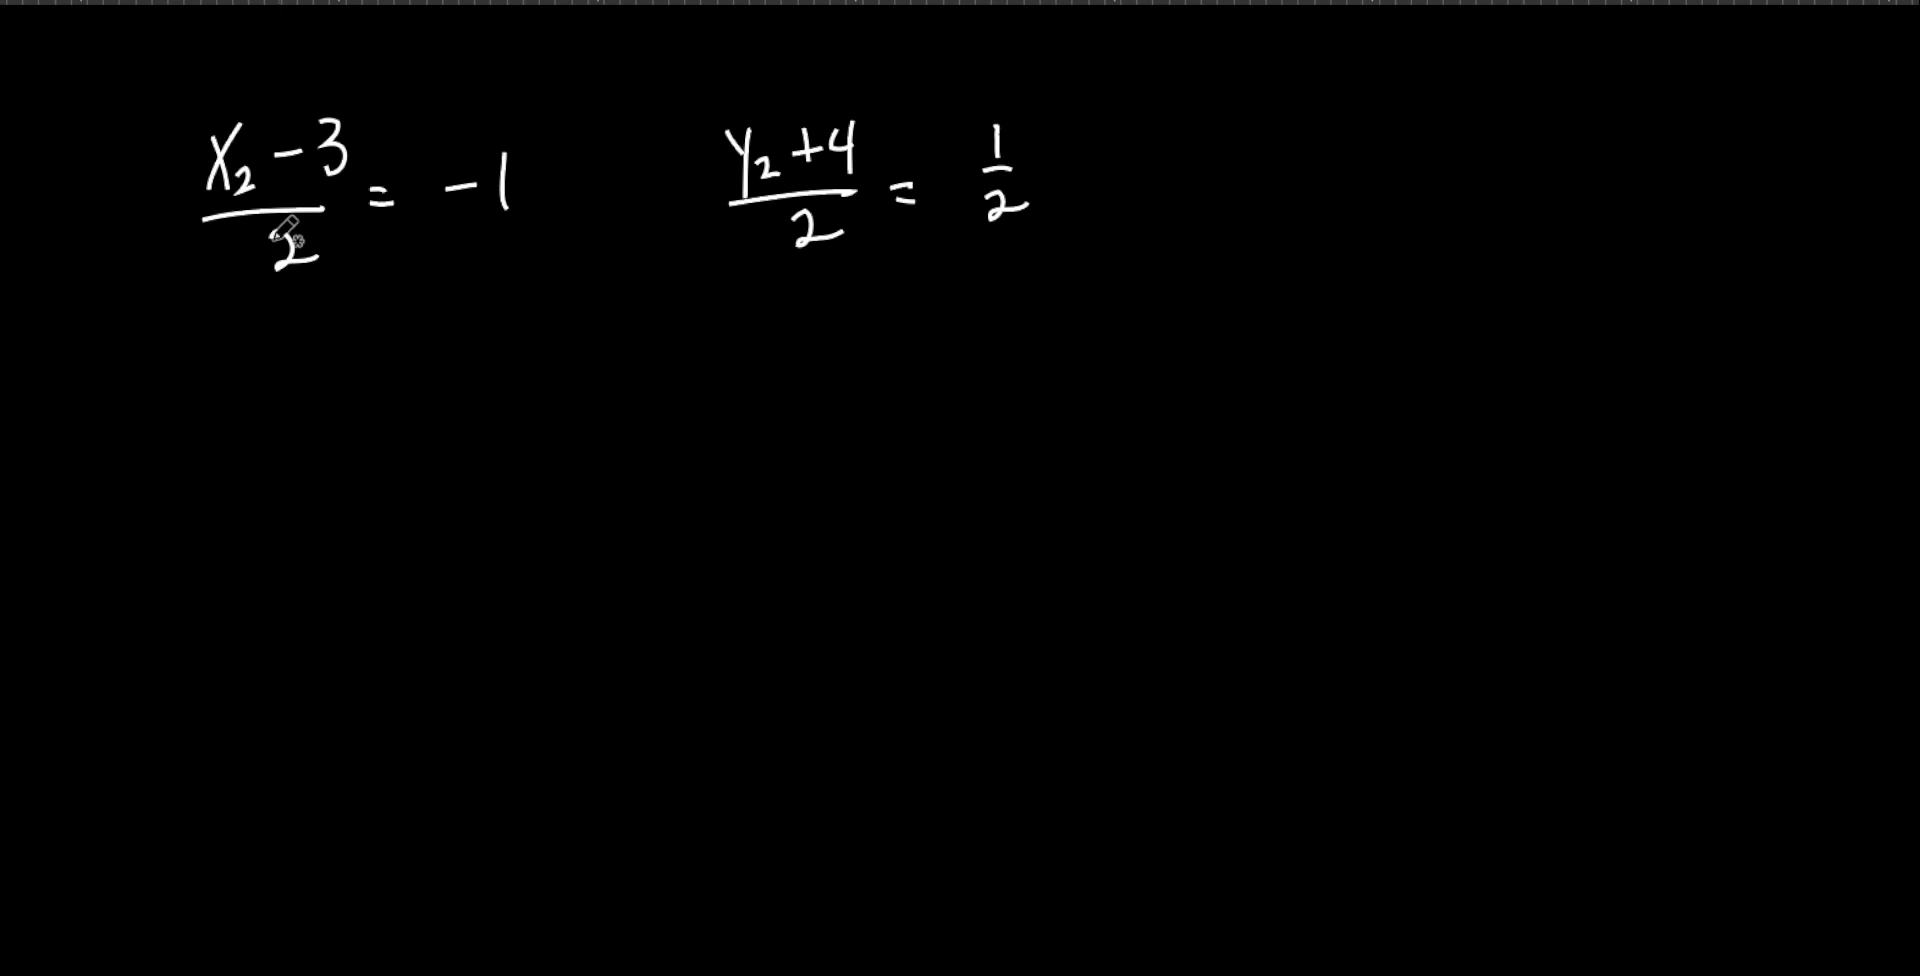 (x₂ - 3)/2 = -1    (y₂ + 4)/2 = 1/2